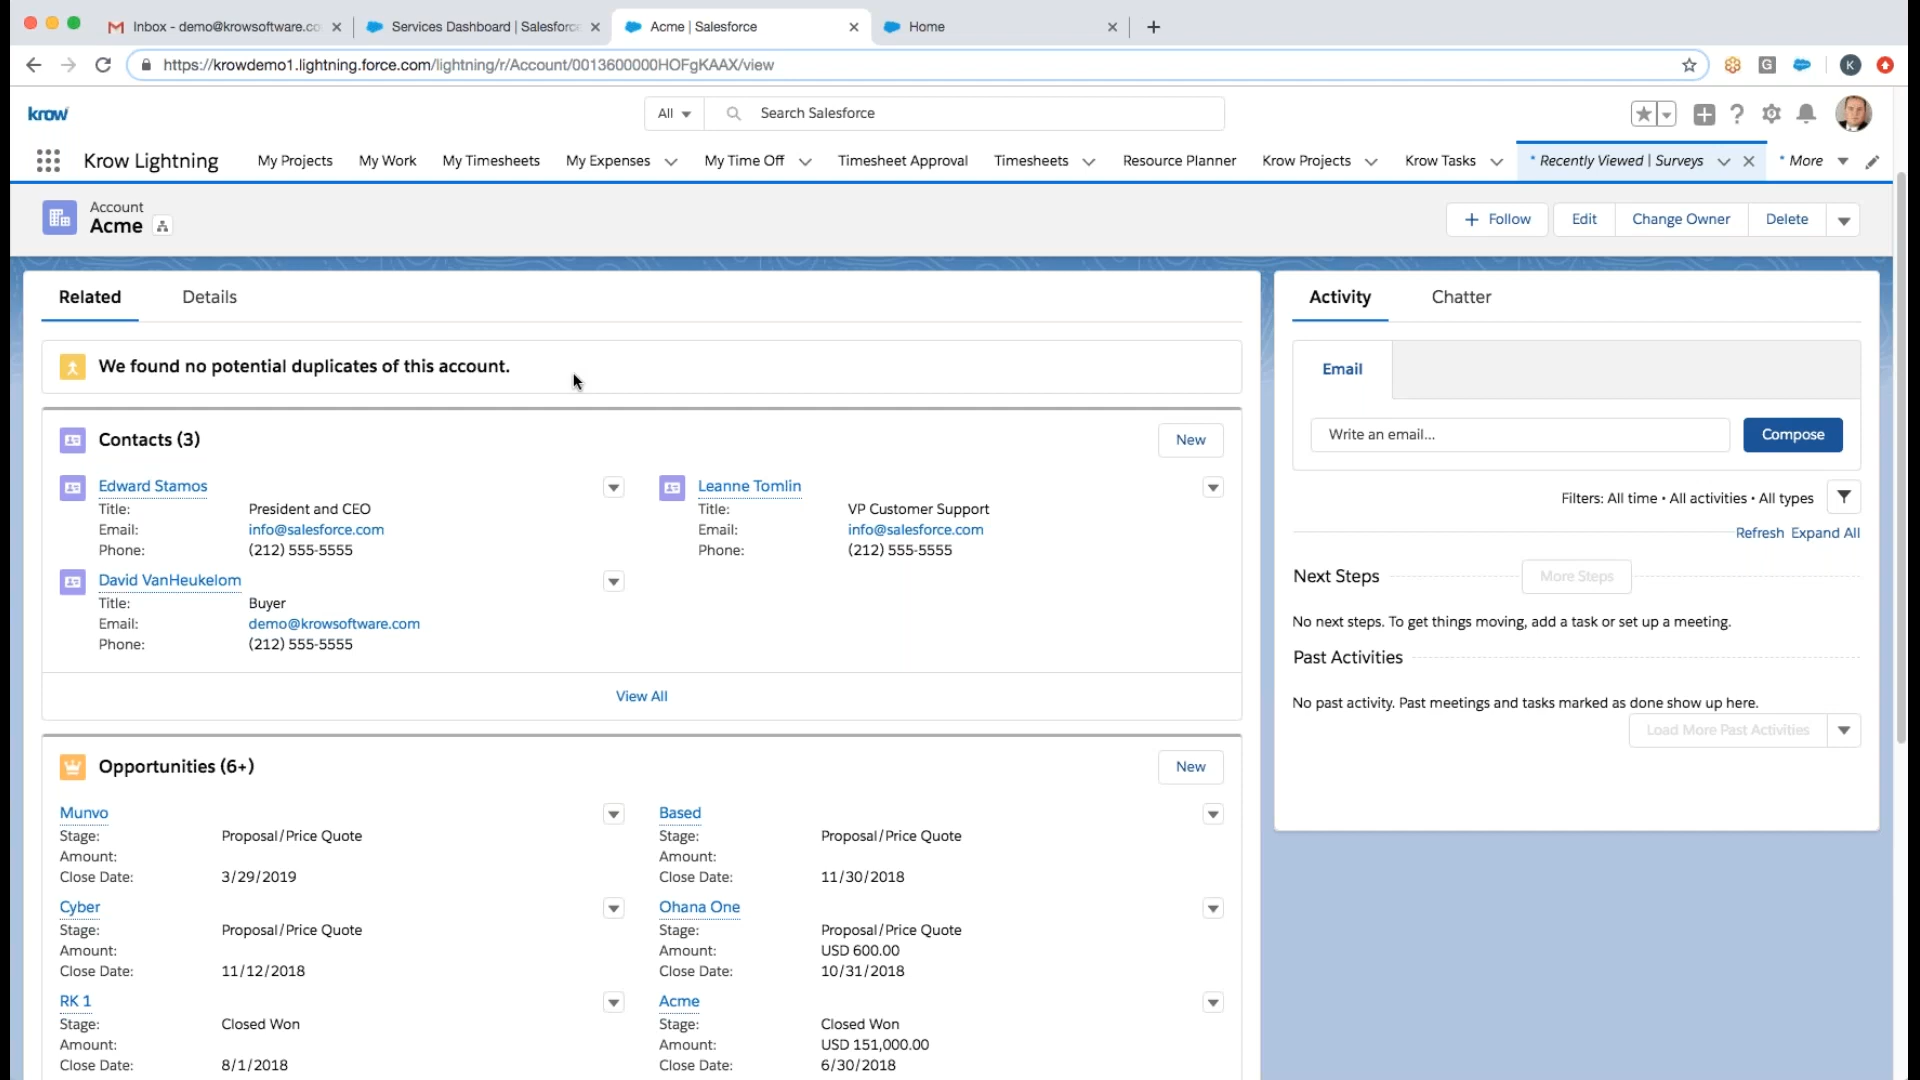 Inbox - demo@krowsoftware.co
Services Dashboard | Salesforc
Acme | Salesforce
Home
https://krowdemo1.lightning.force.com/lightning/r/Account/0013600000HOFgKAAX/view
G
K
krow
All
Search Salesforce
Krow Lightning
My Projects
My Work
My Timesheets
My Expenses
My Time Off
Timesheet Approval
Timesheets
Resource Planner
Krow Projects
Krow Tasks
* Recently Viewed | Surveys
* More
Account
Acme
Follow
Edit
Change Owner
Delete
Related
Details
We found no potential duplicates of this account.
Contacts (3)
New
Edward Stamos
Title: President and CEO
Email: info@salesforce.com
Phone: (212) 555-5555
Leanne Tomlin
Title: VP Customer Support
Email: info@salesforce.com
Phone: (212) 555-5555
David VanHeukelom
Title: Buyer
Email: demo@krowsoftware.com
Phone: (212) 555-5555
View All
Opportunities (6+)
New
Munvo
Stage: Proposal/Price Quote
Amount:
Close Date: 3/29/2019
Based
Stage: Proposal/Price Quote
Amount:
Close Date: 11/30/2018
Cyber
Stage: Proposal/Price Quote
Amount:
Close Date: 11/12/2018
Ohana One
Stage: Proposal/Price Quote
Amount: USD 600.00
Close Date: 10/31/2018
RK 1
Stage: Closed Won
Amount:
Close Date: 8/1/2018
Acme
Stage: Closed Won
Amount: USD 151,000.00
Close Date: 6/30/2018
Activity
Chatter
Email
Write an email...
Compose
Filters: All time • All activities • All types
Refresh Expand All
Next Steps
More Steps
No next steps. To get things moving, add a task or set up a meeting.
Past Activities
No past activity. Past meetings and tasks marked as done show up here.
Load More Past Activities